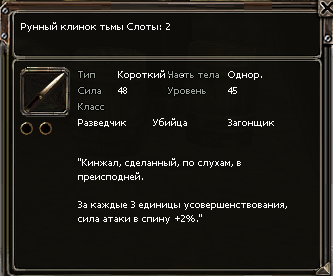 Рунный клинок тьмы Слоты: 2
Тип Короткий Часть тела Однор.
Сила 48 Уровень 45
Класс
Разведчик Убийца Загонщик
"Кинжал, сделанный, по слухам, в
преисподней.
За каждые 3 единицы усовершенствования,
сила атаки в спину +2%."